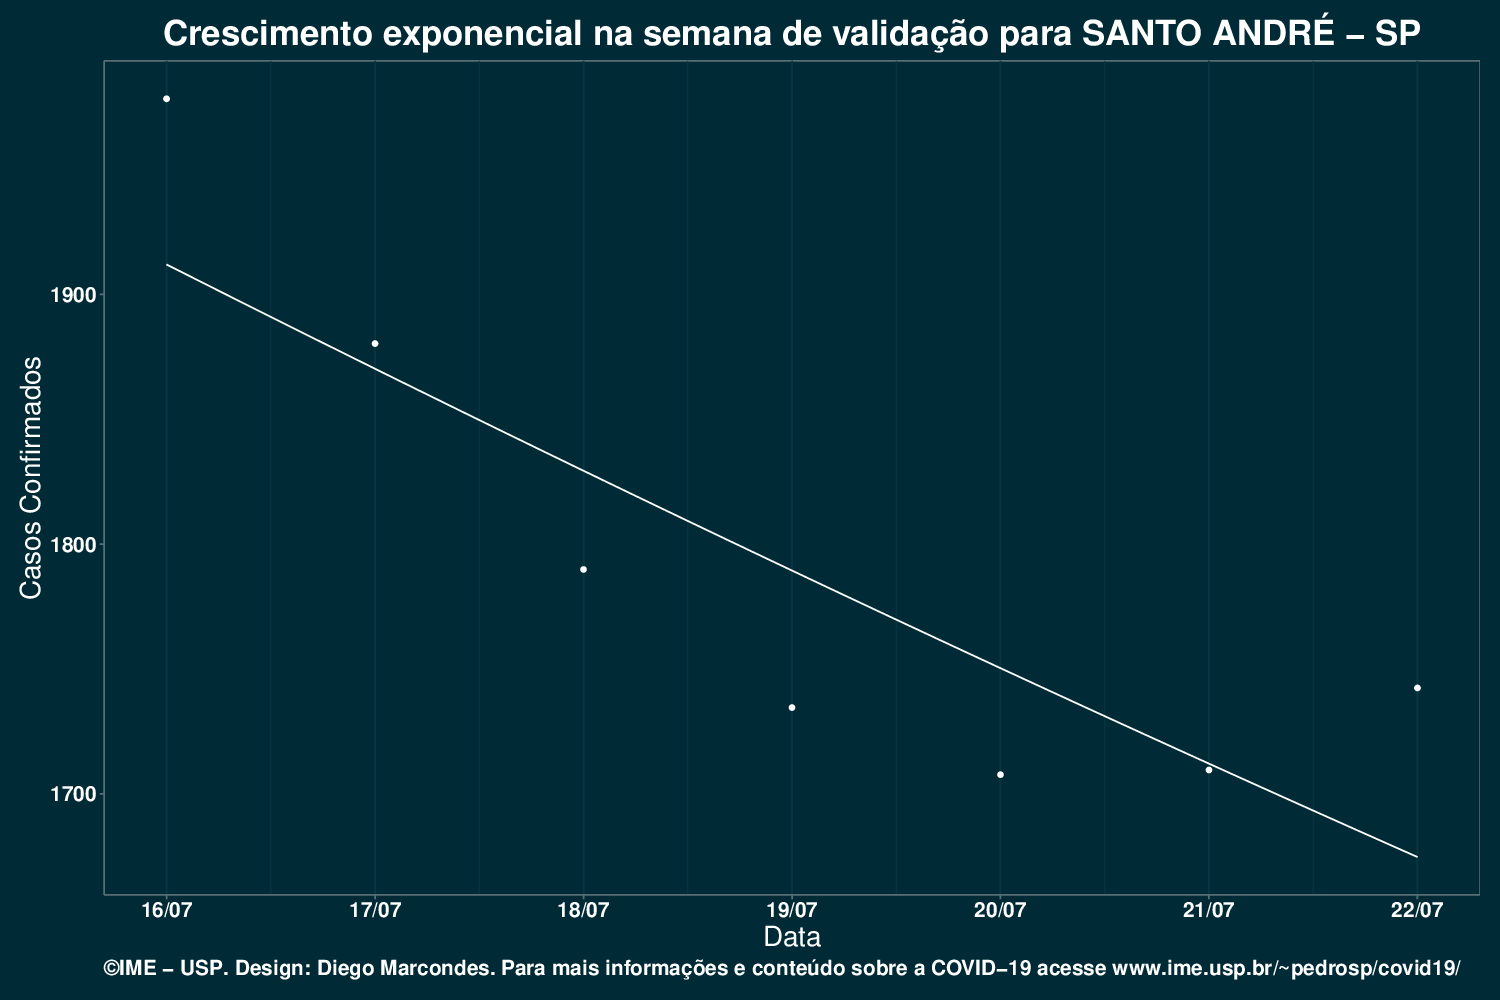 Crescimento exponencial na semana de validação para SANTO ANDRÉ – SP
Casos Confirmados
1900
1800
1700
16/07 17/07 18/07 19/07 20/07 21/07 22/07
Data
©IME – USP. Design: Diego Marcondes. Para mais informações e conteúdo sobre a COVID–19 acesse www.ime.usp.br/~pedrosp/covid19/